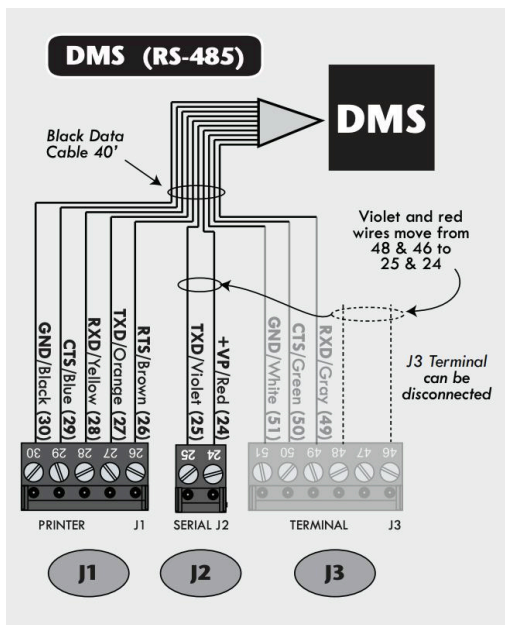 DMS (RS-485)
DMS
Black Data
Cable 40'
Violet and red
wires move from
48 & 46 to
25 & 24
J3 Terminal
can be
disconnected
GND/Black (30)
CTS/Blue (29)
RXD/Yellow (28)
TXD/Orange (27)
RTS/Brown (26)
TXD/Violet (25)
+VP/Red (24)
GND/White (51)
CTS/Green (50)
RXD/Gray (49)
30 29 28 27 26
25 24
51 50 49 48 47 46
PRINTER J1
SERIAL J2
TERMINAL J3
J1
J2
J3